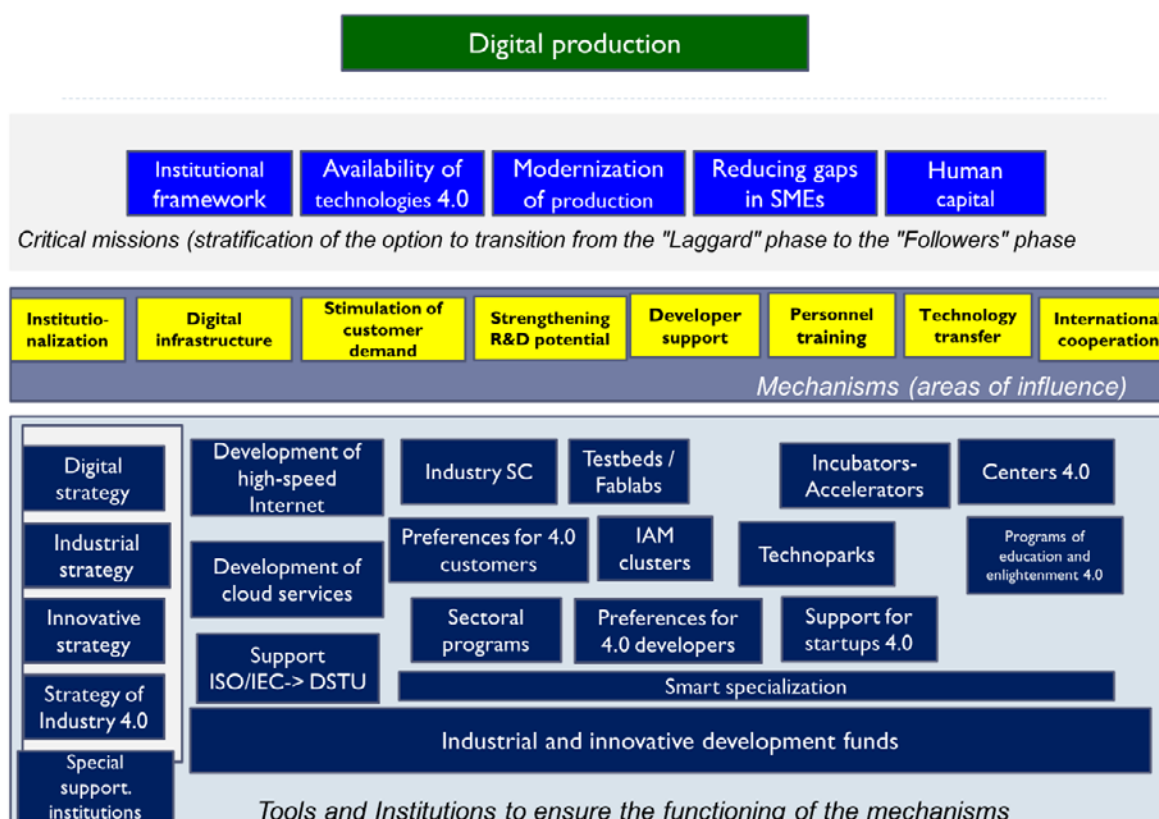 Digital production
Institutional
framework
Availability of
technologies 4.0
Modernization
of production
Reducing gaps
in SMEs
Human
capital
Critical missions (stratification of the option to transition from the "Laggard" phase to the "Followers" phase
Institutio-
nalization
Digital
infrastructure
Stimulation of
customer
demand
Strengthening
R&D potential
Developer
support
Personnel
training
Technology
transfer
International
cooperation
Mechanisms (areas of influence)
Digital
strategy
Industrial
strategy
Innovative
strategy
Strategy of
Industry 4.0
Special
support.
institutions
Development of
high-speed
Internet
Development of
cloud services
Support
ISO/IEC-> DSTU
Industry SC
Testbeds /
Fablabs
Incubators-
Accelerators
Centers 4.0
Preferences for 4.0
customers
IAM
clusters
Technoparks
Programs of
education and
enlightenment 4.0
Sectoral
programs
Preferences for
4.0 developers
Support for
startups 4.0
Smart specialization
Industrial and innovative development funds
Tools and Institutions to ensure the functioning of the mechanisms